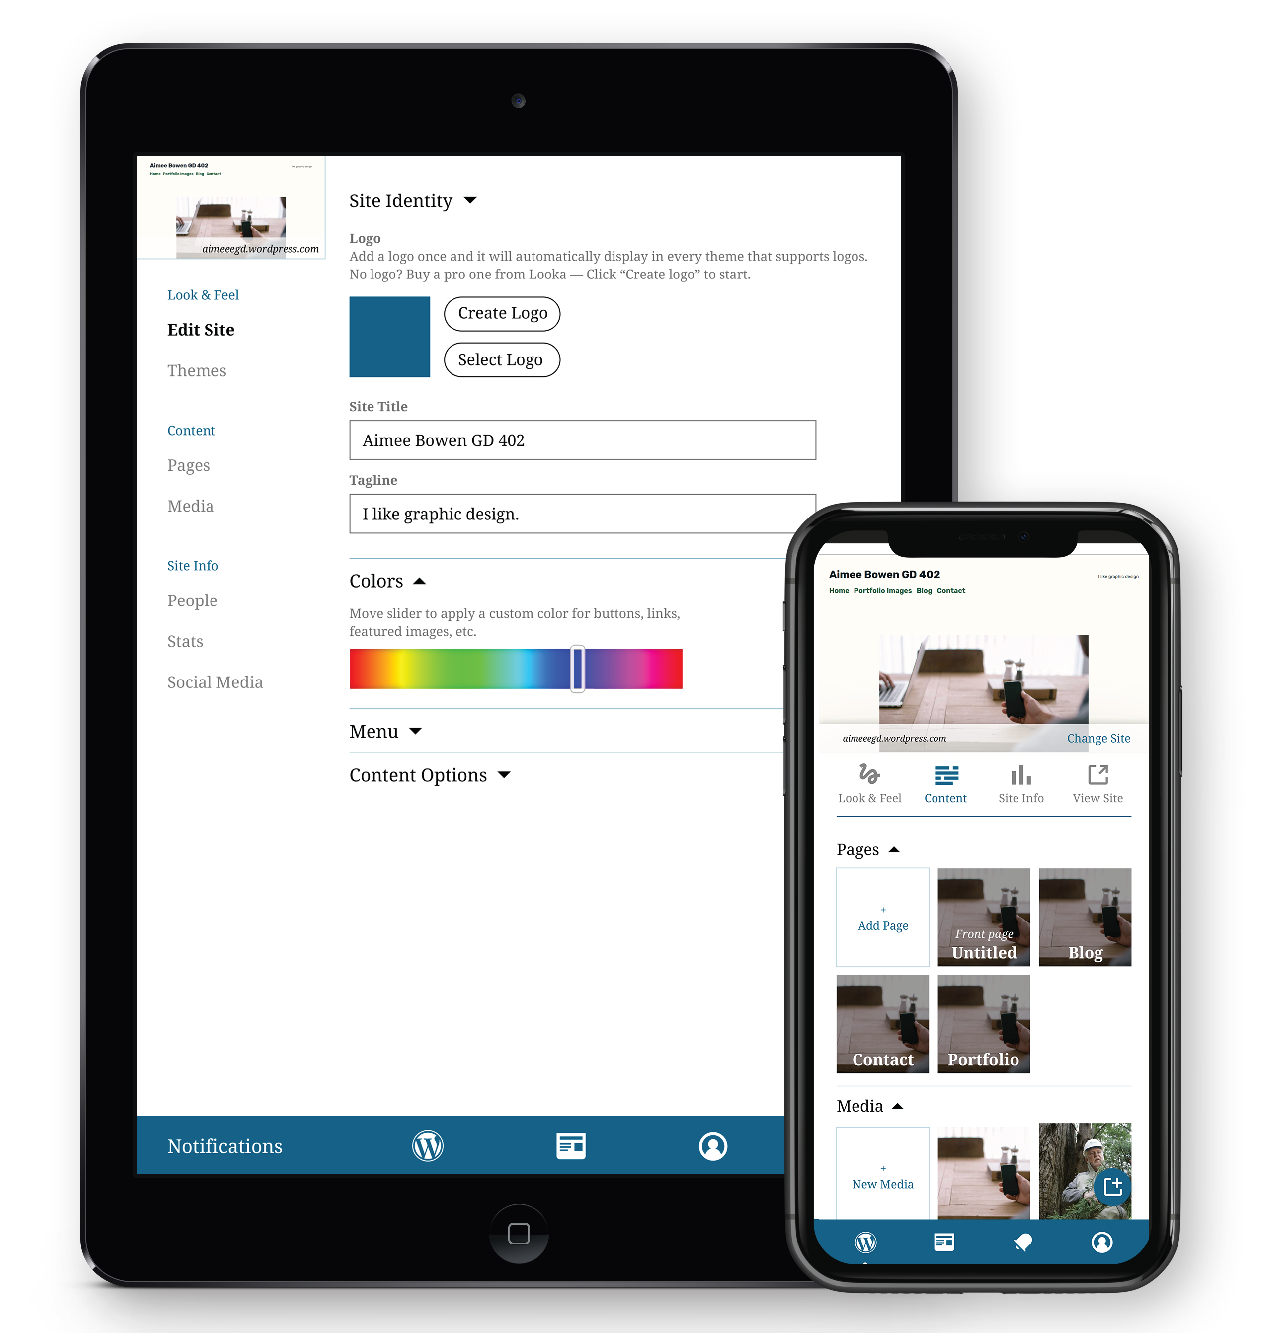 Aimee Bowen GD 402
Home Portfolio Images Blog Contact
aimeeegd.wordpress.com
Look & Feel
Edit Site
Themes
Content
Pages
Media
Site Info
People
Stats
Social Media
Site Identity
Logo
Add a logo once and it will automatically display in every theme that supports logos.
No logo? Buy a pro one from Looka — Click “Create logo” to start.
Create Logo
Select Logo
Site Title
Aimee Bowen GD 402
Tagline
I like graphic design.
Colors
Move slider to apply a custom color for buttons, links,
featured images, etc.
Menu
Content Options
Notifications
Aimee Bowen GD 402
I like graphic design
Home Portfolio Images Blog Contact
aimeeegd.wordpress.com
Change Site
Look & Feel
Content
Site Info
View Site
Pages
+
Add Page
Front page
Untitled
Blog
Contact
Portfolio
Media
+
New Media